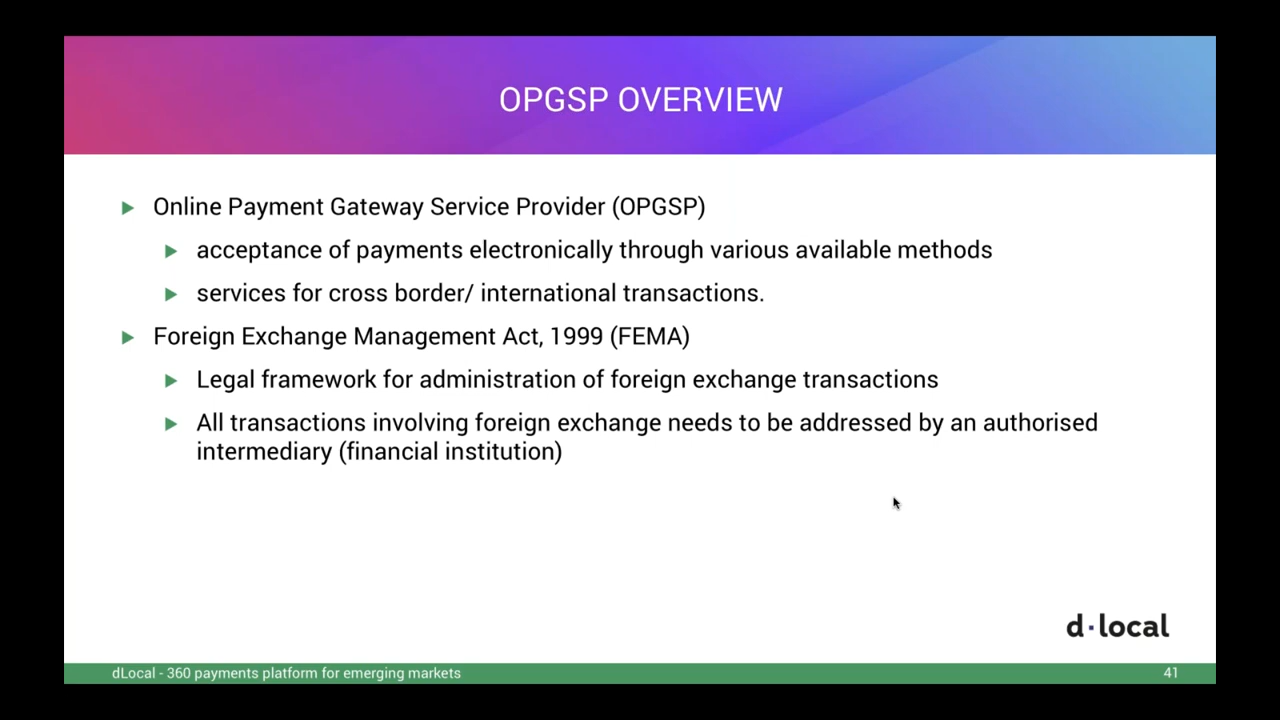 OPGSP OVERVIEW
Online Payment Gateway Service Provider (OPGSP)
acceptance of payments electronically through various available methods
services for cross border/ international transactions.
Foreign Exchange Management Act, 1999 (FEMA)
Legal framework for administration of foreign exchange transactions
All transactions involving foreign exchange needs to be addressed by an authorised
intermediary (financial institution)
d·local
dLocal - 360 payments platform for emerging markets
41